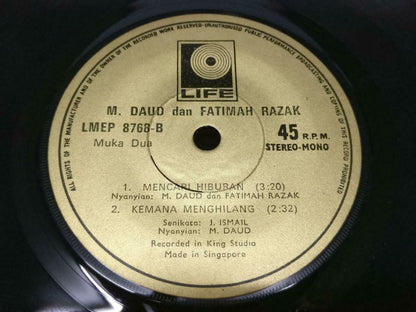 ALL RIGHTS OF THE MANUFACTURER AND OF THE OWNER OF THE RECORDED WORK RESERVED-UNAUTHORISED PUBLIC PERFORMANCE BROADCASTING AND COPYING OF THIS RECORD PROHIBITED
LIFE
M. DAUD dan FATIMAH RAZAK
LMEP 8768-B
Muka Dua
45 R.P.M.
STEREO-MONO
1. MENCARI HIBURAN (3:20)
Nyanyian: M. DAUD dan FATIMAH RAZAK
2. KEMANA MENGHILANG (2:32)
Senikata: I. ISMAIL
Nyanyian: M. DAUD
Recorded in King Studio
Made in Singapore